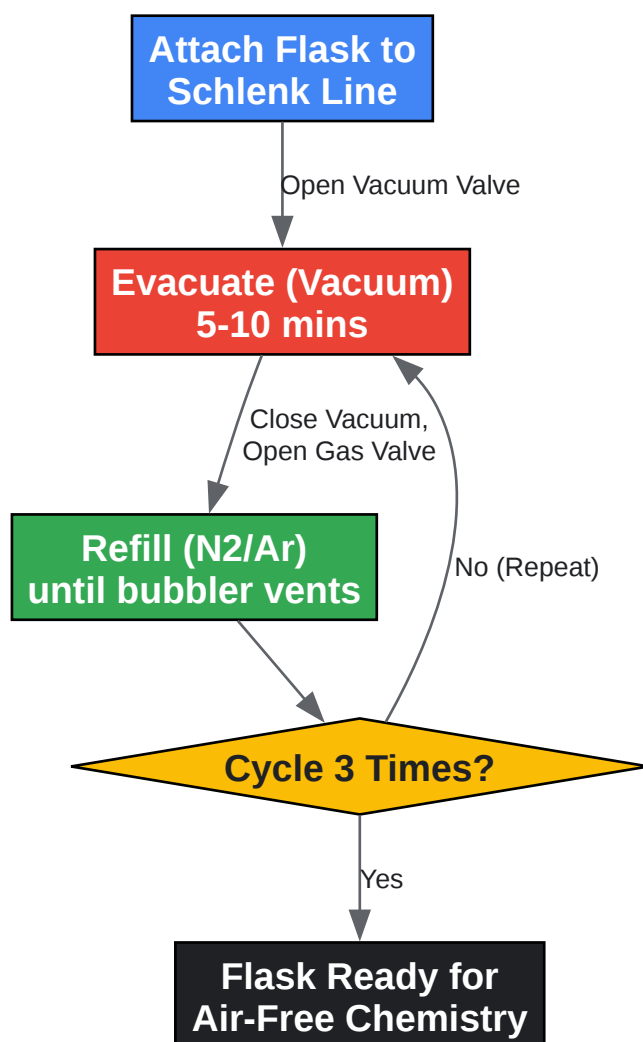 Attach Flask to
Schlenk Line
Open Vacuum Valve
Evacuate (Vacuum)
5-10 mins
Close Vacuum,
Open Gas Valve
Refill (N2/Ar)
until bubbler vents
No (Repeat)
Cycle 3 Times?
Yes
Flask Ready for
Air-Free Chemistry